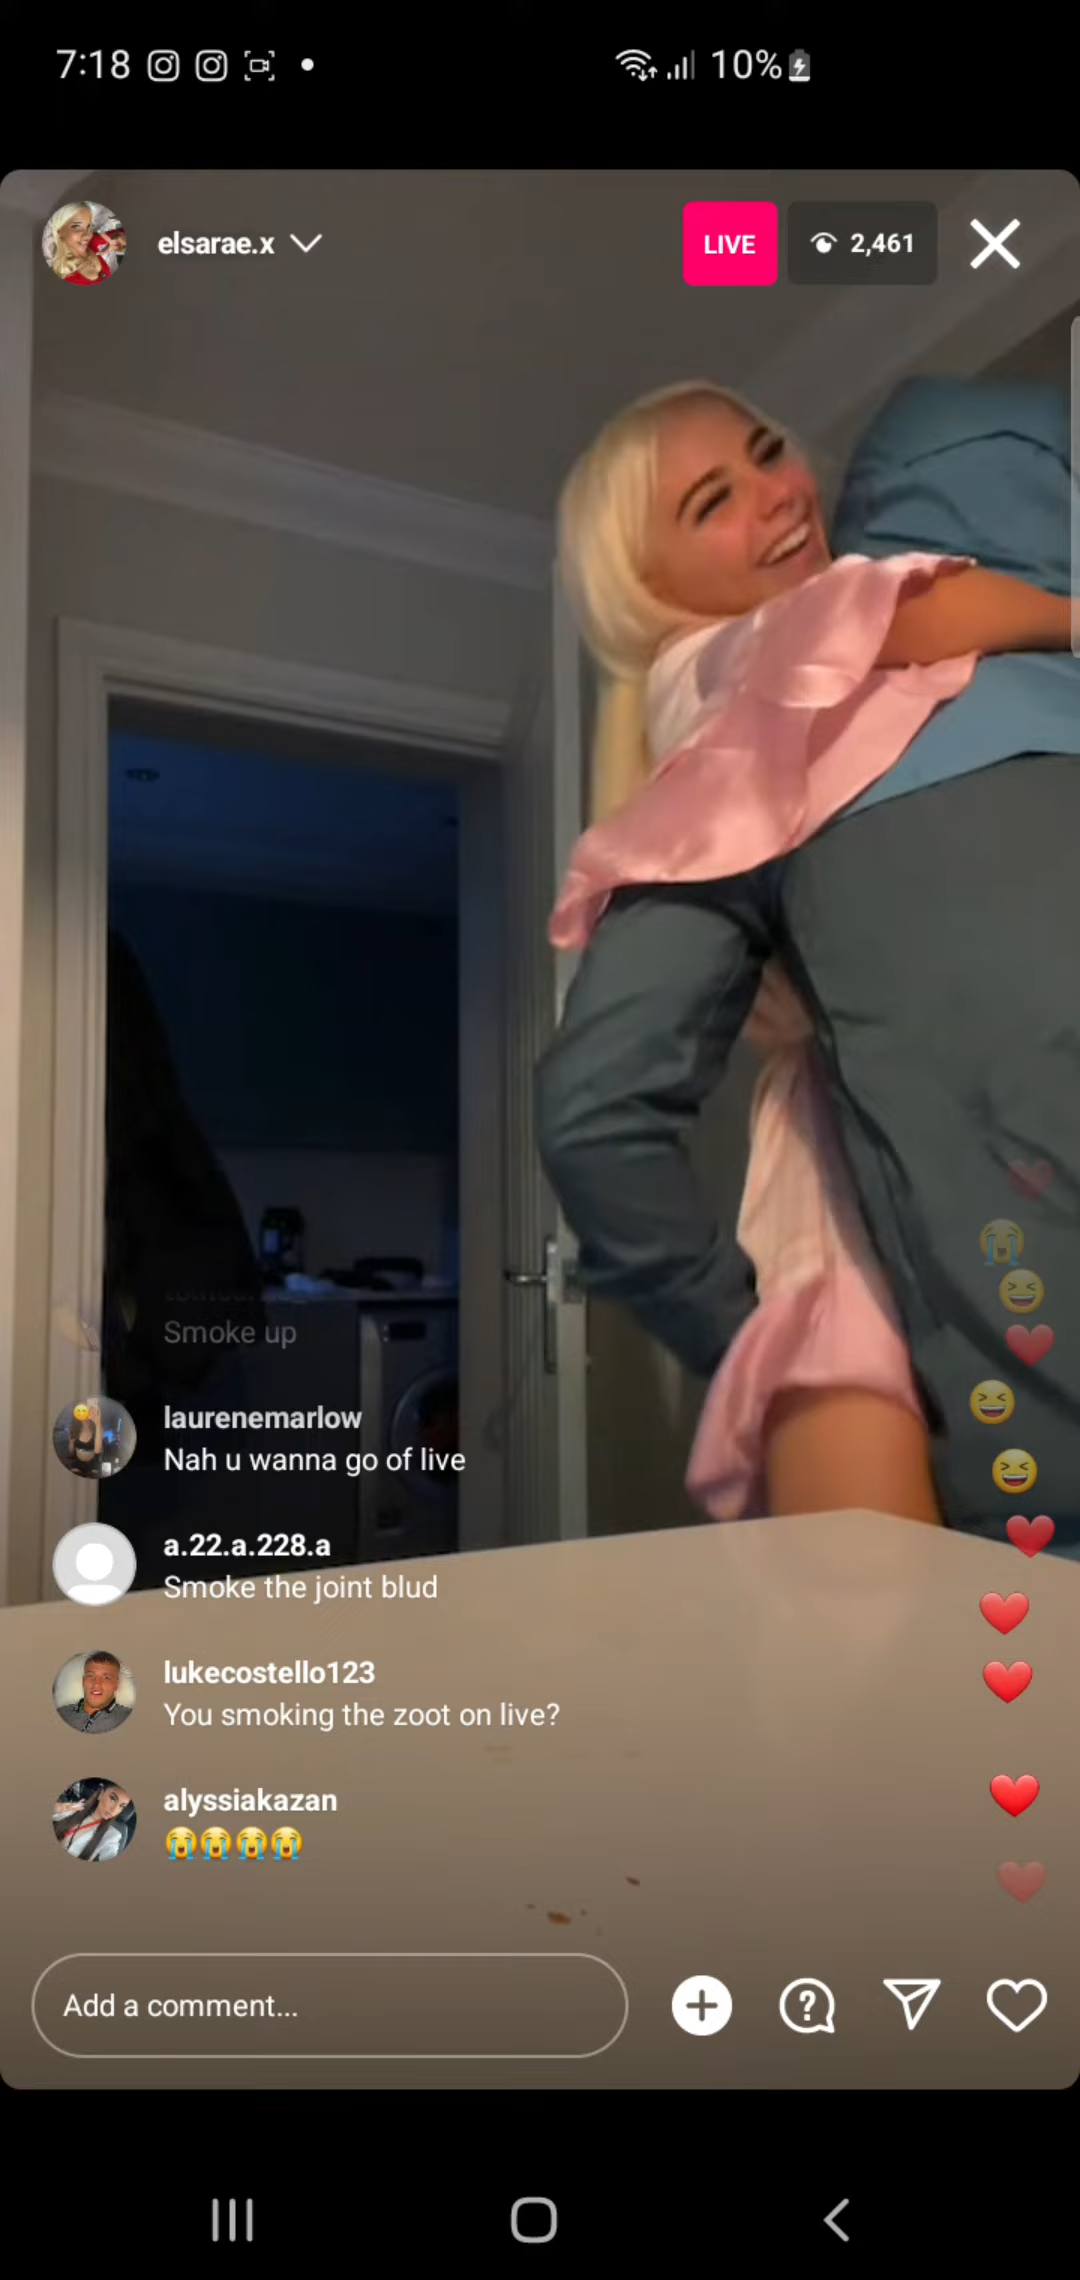 7:18
10%
elsarae.x
LIVE
2,461
Smoke up
laurenemarlow
Nah u wanna go of live
a.22.a.228.a
Smoke the joint blud
lukecostello123
You smoking the zoot on live?
alyssiakazan
😭😭😭😭
Add a comment...